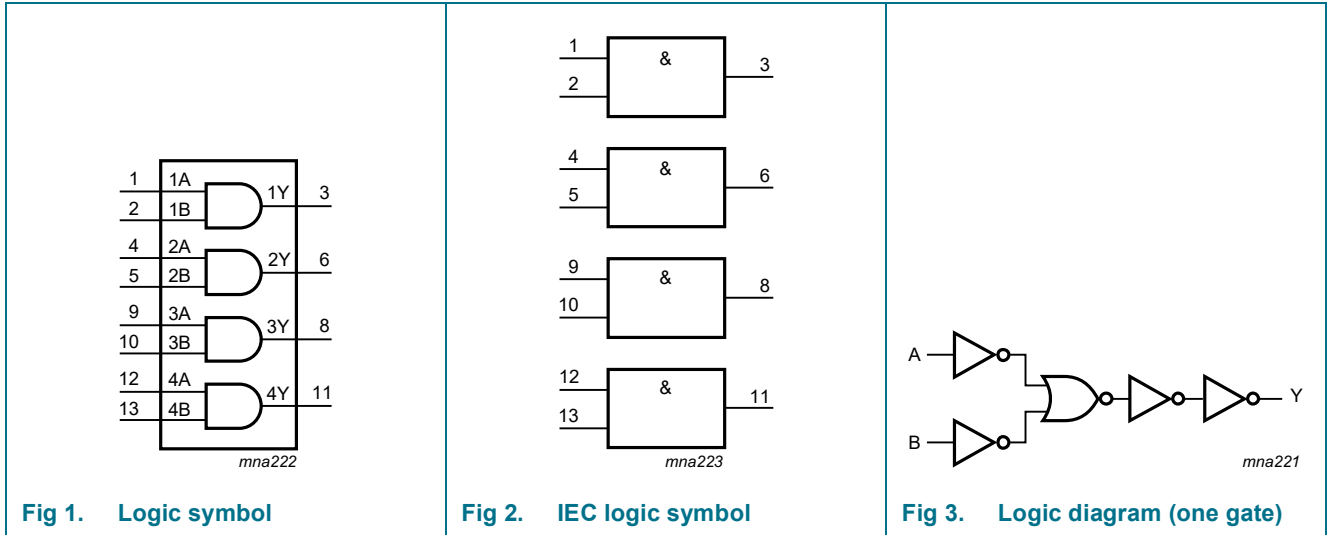 1 1A 1Y 3
2 1B
4 2A 2Y 6
5 2B
9 3A 3Y 8
10 3B
12 4A 4Y 11
13 4B
mna222
Fig 1. Logic symbol
1 & 3
2
4 & 6
5
9 & 8
10
12 & 11
13
mna223
Fig 2. IEC logic symbol
A
Y
B
mna221
Fig 3. Logic diagram (one gate)